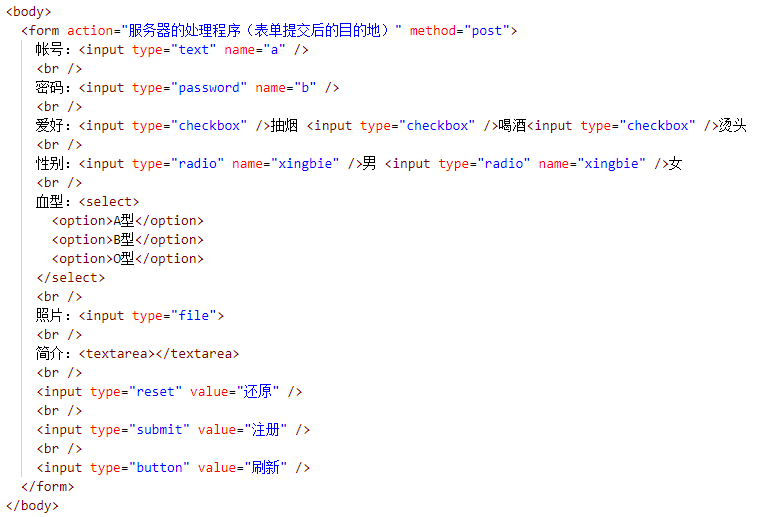 <body>
<form action="服务器的处理程序（表单提交后的目的地）" method="post">
帐号：<input type="text" name="a" />
<br />
密码：<input type="password" name="b" />
<br />
爱好：<input type="checkbox" />抽烟 <input type="checkbox" />喝酒<input type="checkbox" />烫头
<br />
性别：<input type="radio" name="xingbie" />男 <input type="radio" name="xingbie" />女
<br />
血型：<select>
<option>A型</option>
<option>B型</option>
<option>O型</option>
</select>
<br />
照片：<input type="file">
<br />
简介：<textarea></textarea>
<br />
<input type="reset" value="还原" />
<br />
<input type="submit" value="注册" />
<br />
<input type="button" value="刷新" />
</form>
</body>